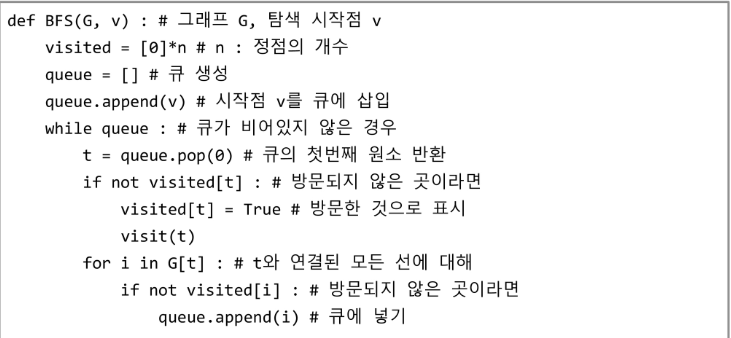 def BFS(G, v) : # 그래프 G, 탐색 시작점 v
    visited = [0]*n # n : 정점의 개수
    queue = [] # 큐 생성
    queue.append(v) # 시작점 v를 큐에 삽입
    while queue : # 큐가 비어있지 않은 경우
        t = queue.pop(0) # 큐의 첫번째 원소 반환
        if not visited[t] : # 방문되지 않은 곳이라면
            visited[t] = True # 방문한 것으로 표시
            visit(t)
        for i in G[t] : # t와 연결된 모든 선에 대해
            if not visited[i] : # 방문되지 않은 곳이라면
                queue.append(i) # 큐에 넣기